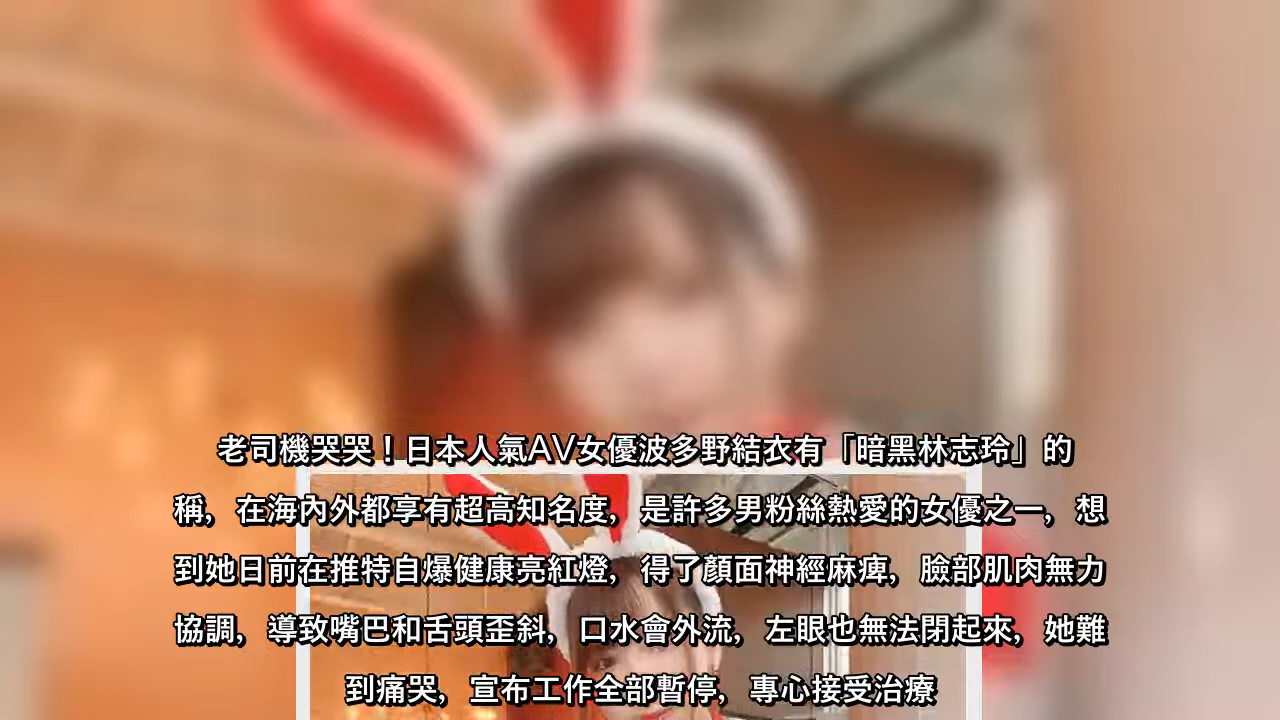 老司機哭哭！日本人氣AV女優波多野結衣有「暗黑林志玲」的
稱，在海內外都享有超高知名度，是許多男粉絲熱愛的女優之一，想
到她日前在推特自爆健康亮紅燈，得了顏面神經麻痺，臉部肌肉無力
協調，導致嘴巴和舌頭歪斜，口水會外流，左眼也無法閉起來，她難
到痛哭，宣布工作全部暫停，專心接受治療